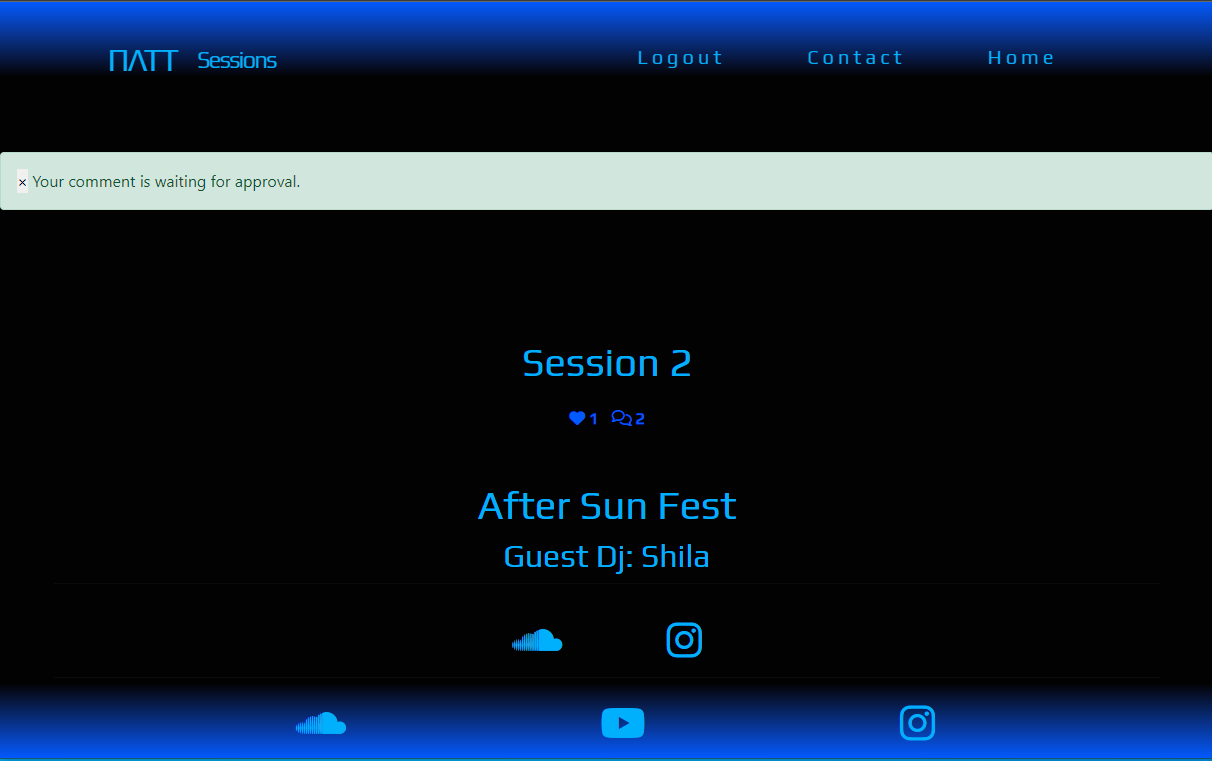 ΠΛTT Sessions Logout Contact Home
× Your comment is waiting for approval.
Session 2
1 2
After Sun Fest
Guest Dj: Shila